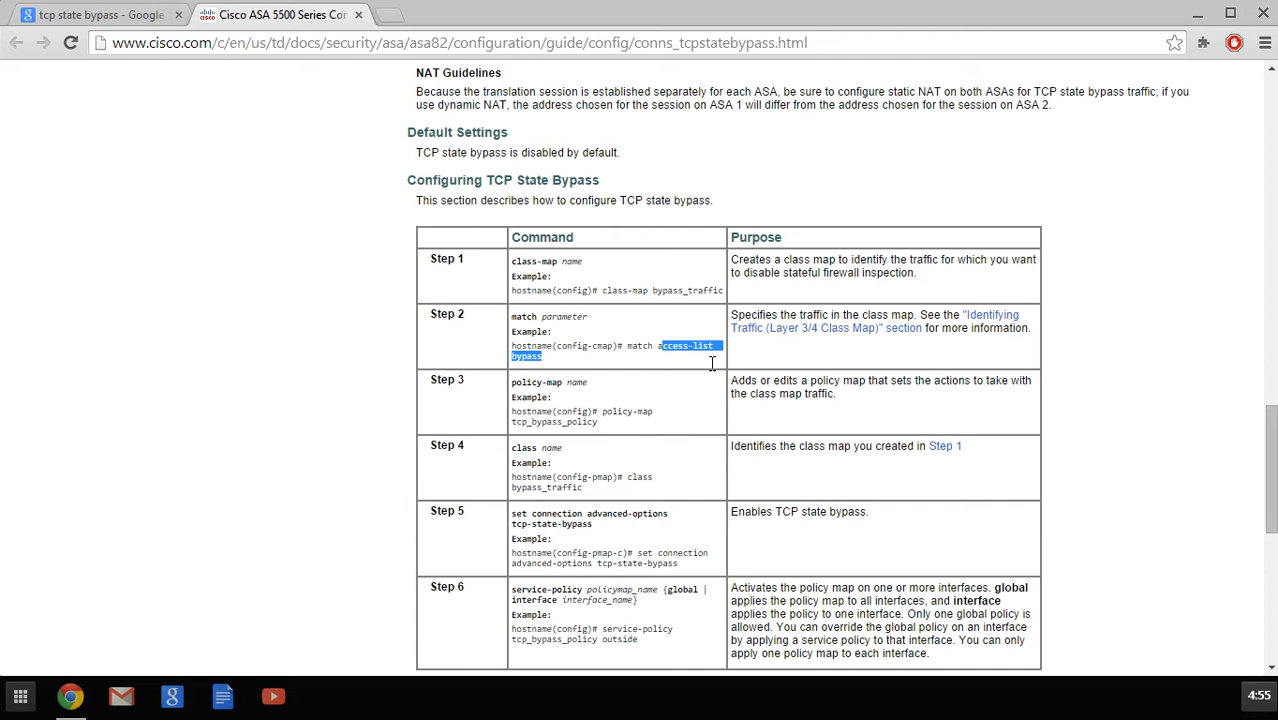 tcp state bypass - Google
Cisco ASA 5500 Series Cor
www.cisco.com/c/en/us/td/docs/security/asa/asa82/configuration/guide/config/conns_tcpstatebypass.html
NAT Guidelines
Because the translation session is established separately for each ASA, be sure to configure static NAT on both ASAs for TCP state bypass traffic; if you
use dynamic NAT, the address chosen for the session on ASA 1 will differ from the address chosen for the session on ASA 2.
Default Settings
TCP state bypass is disabled by default.
Configuring TCP State Bypass
This section describes how to configure TCP state bypass.
Command
Purpose
Step 1
class-map name
Example:
hostname(config)# class-map bypass_traffic
Creates a class map to identify the traffic for which you want
to disable stateful firewall inspection.
Step 2
match parameter
Example:
hostname(config-cmap)# match access-list
bypass
Specifies the traffic in the class map. See the "Identifying
Traffic (Layer 3/4 Class Map)" section for more information.
Step 3
policy-map name
Example:
hostname(config)# policy-map
tcp_bypass_policy
Adds or edits a policy map that sets the actions to take with
the class map traffic.
Step 4
class name
Example:
hostname(config-pmap)# class
bypass_traffic
Identifies the class map you created in Step 1
Step 5
set connection advanced-options
tcp-state-bypass
Example:
hostname(config-pmap-c)# set connection
advanced-options tcp-state-bypass
Enables TCP state bypass.
Step 6
service-policy policymap_name {global |
interface interface_name}
Example:
hostname(config)# service-policy
tcp_bypass_policy outside
Activates the policy map on one or more interfaces. global
applies the policy map to all interfaces, and interface
applies the policy to one interface. Only one global policy is
allowed. You can override the global policy on an interface
by applying a service policy to that interface. You can only
apply one policy map to each interface.
4:55